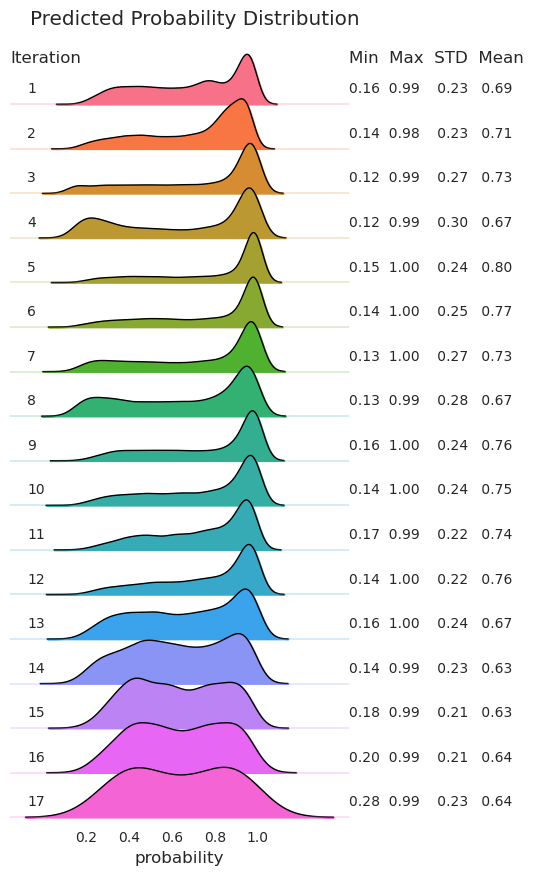 Predicted Probability Distribution
Iteration Min Max STD Mean
1 0.16 0.99 0.23 0.69
2 0.14 0.98 0.23 0.71
3 0.12 0.99 0.27 0.73
4 0.12 0.99 0.30 0.67
5 0.15 1.00 0.24 0.80
6 0.14 1.00 0.25 0.77
7 0.13 1.00 0.27 0.73
8 0.13 0.99 0.28 0.67
9 0.16 1.00 0.24 0.76
10 0.14 1.00 0.24 0.75
11 0.17 0.99 0.22 0.74
12 0.14 1.00 0.22 0.76
13 0.16 1.00 0.24 0.67
14 0.14 0.99 0.23 0.63
15 0.18 0.99 0.21 0.63
16 0.20 0.99 0.21 0.64
17 0.28 0.99 0.23 0.64
0.2 0.4 0.6 0.8 1.0
probability